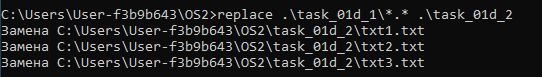 C:\Users\User-f3b9b643\OS2>replace .\task_01d_1\*.* .\task_01d_2
Замена C:\Users\User-f3b9b643\OS2\task_01d_2\txt1.txt
Замена C:\Users\User-f3b9b643\OS2\task_01d_2\txt2.txt
Замена C:\Users\User-f3b9b643\OS2\task_01d_2\txt3.txt